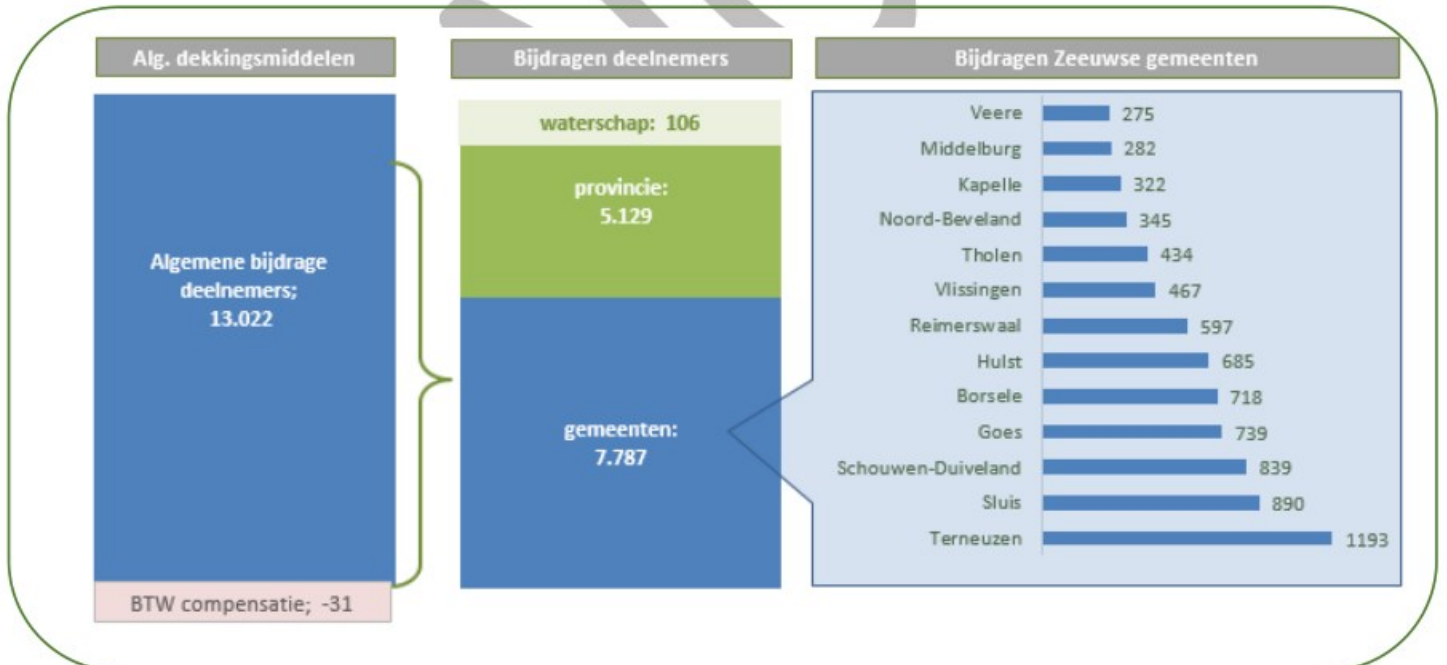 Alg. dekkingsmiddelen
Algemene bijdrage
deelnemers;
13.022
BTW compensatie; -31
Bijdragen deelnemers
waterschap: 106
provincie:
5.129
gemeenten:
7.787
Bijdragen Zeeuwse gemeenten
Veere 275
Middelburg 282
Kapelle 322
Noord-Beveland 345
Tholen 434
Vlissingen 467
Reimerswaal 597
Hulst 685
Borsele 718
Goes 739
Schouwen-Duiveland 839
Sluis 890
Terneuzen 1193